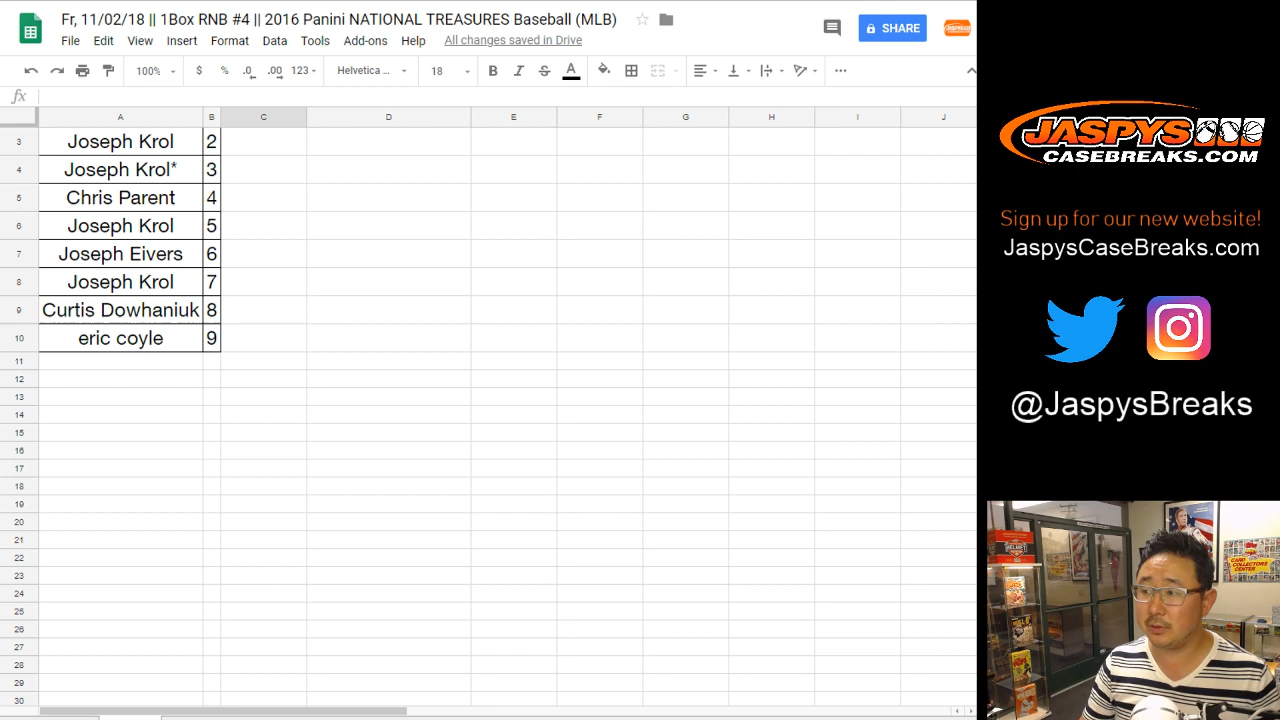 Fr, 11/02/18 || 1Box RNB #4 || 2016 Panini NATIONAL TREASURES Baseball (MLB)
File Edit View Insert Format Data Tools Add-ons Help All changes saved in Drive
SHARE
100% $ % .0 .00 123 Helvetica ... 18 B I S A
fx
A B C D E F G H I J
3 Joseph Krol 2
4 Joseph Krol* 3
5 Chris Parent 4
6 Joseph Krol 5
7 Joseph Eivers 6
8 Joseph Krol 7
9 Curtis Dowhaniuk 8
10 eric coyle 9
11
12
13
14
15
16
17
18
19
20
21
22
23
24
25
26
27
28
29
30
JASPYS
CASEBREAKS.COM
Sign up for our new website!
JaspysCaseBreaks.com
@JaspysBreaks
HELMET
CARD
COLLECTORS
CENTER